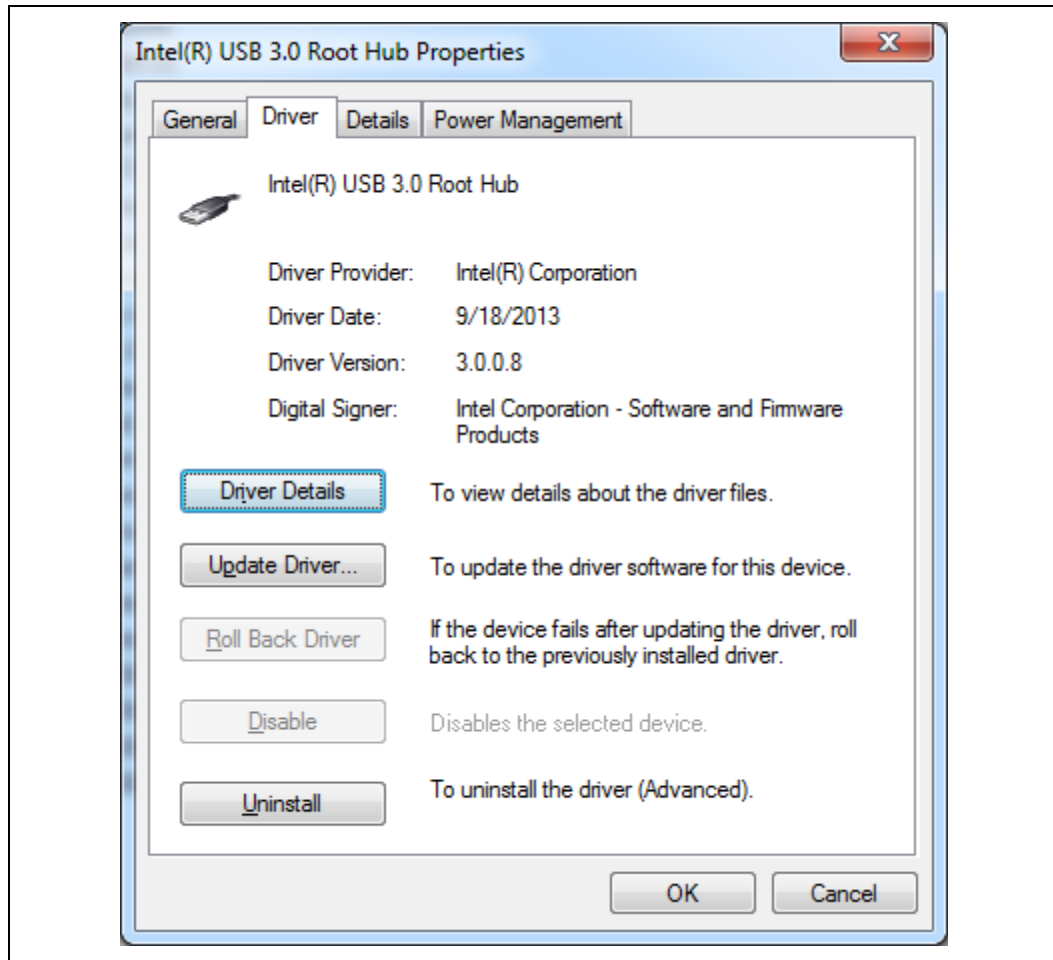 Intel(R) USB 3.0 Root Hub Properties
x
General Driver Details Power Management
Intel(R) USB 3.0 Root Hub
Driver Provider: Intel(R) Corporation
Driver Date: 9/18/2013
Driver Version: 3.0.0.8
Digital Signer: Intel Corporation - Software and Firmware
Products
Driver Details To view details about the driver files.
Update Driver... To update the driver software for this device.
Roll Back Driver If the device fails after updating the driver, roll
back to the previously installed driver.
Disable Disables the selected device.
Uninstall To uninstall the driver (Advanced).
OK Cancel